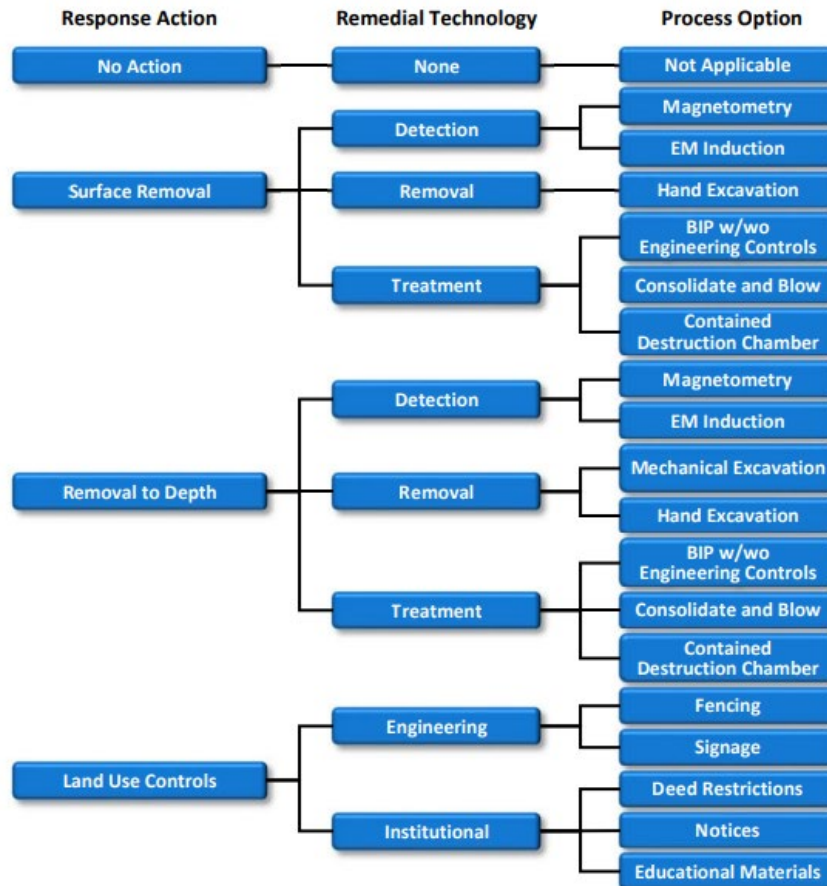 Response Action
Remedial Technology
Process Option
No Action
None
Not Applicable
Surface Removal
Detection
Magnetometry
EM Induction
Removal
Hand Excavation
Treatment
BIP w/wo
Engineering Controls
Consolidate and Blow
Contained
Destruction Chamber
Removal to Depth
Detection
Magnetometry
EM Induction
Removal
Mechanical Excavation
Hand Excavation
Treatment
BIP w/wo
Engineering Controls
Consolidate and Blow
Contained
Destruction Chamber
Land Use Controls
Engineering
Fencing
Signage
Institutional
Deed Restrictions
Notices
Educational Materials